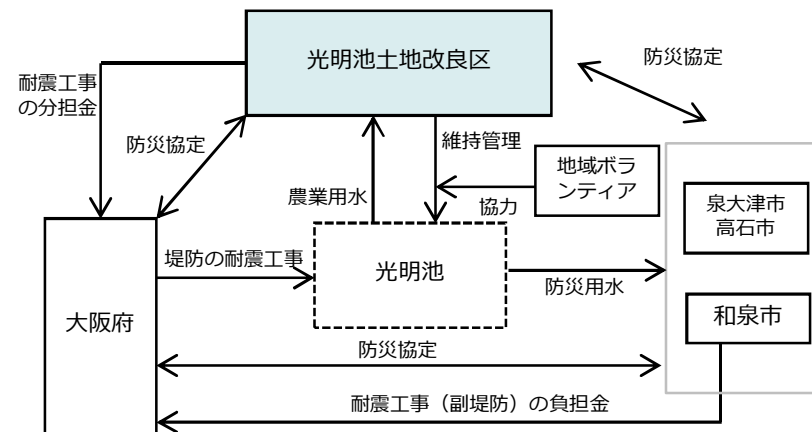 光明池土地改良区
防災協定
耐震工事
の分担金
防災協定
維持管理
地域ボラ
ンティア
農業用水
協力
泉大津市
高石市
堤防の耐震工事
光明池
防災用水
大阪府
和泉市
防災協定
耐震工事（副堤防）の負担金